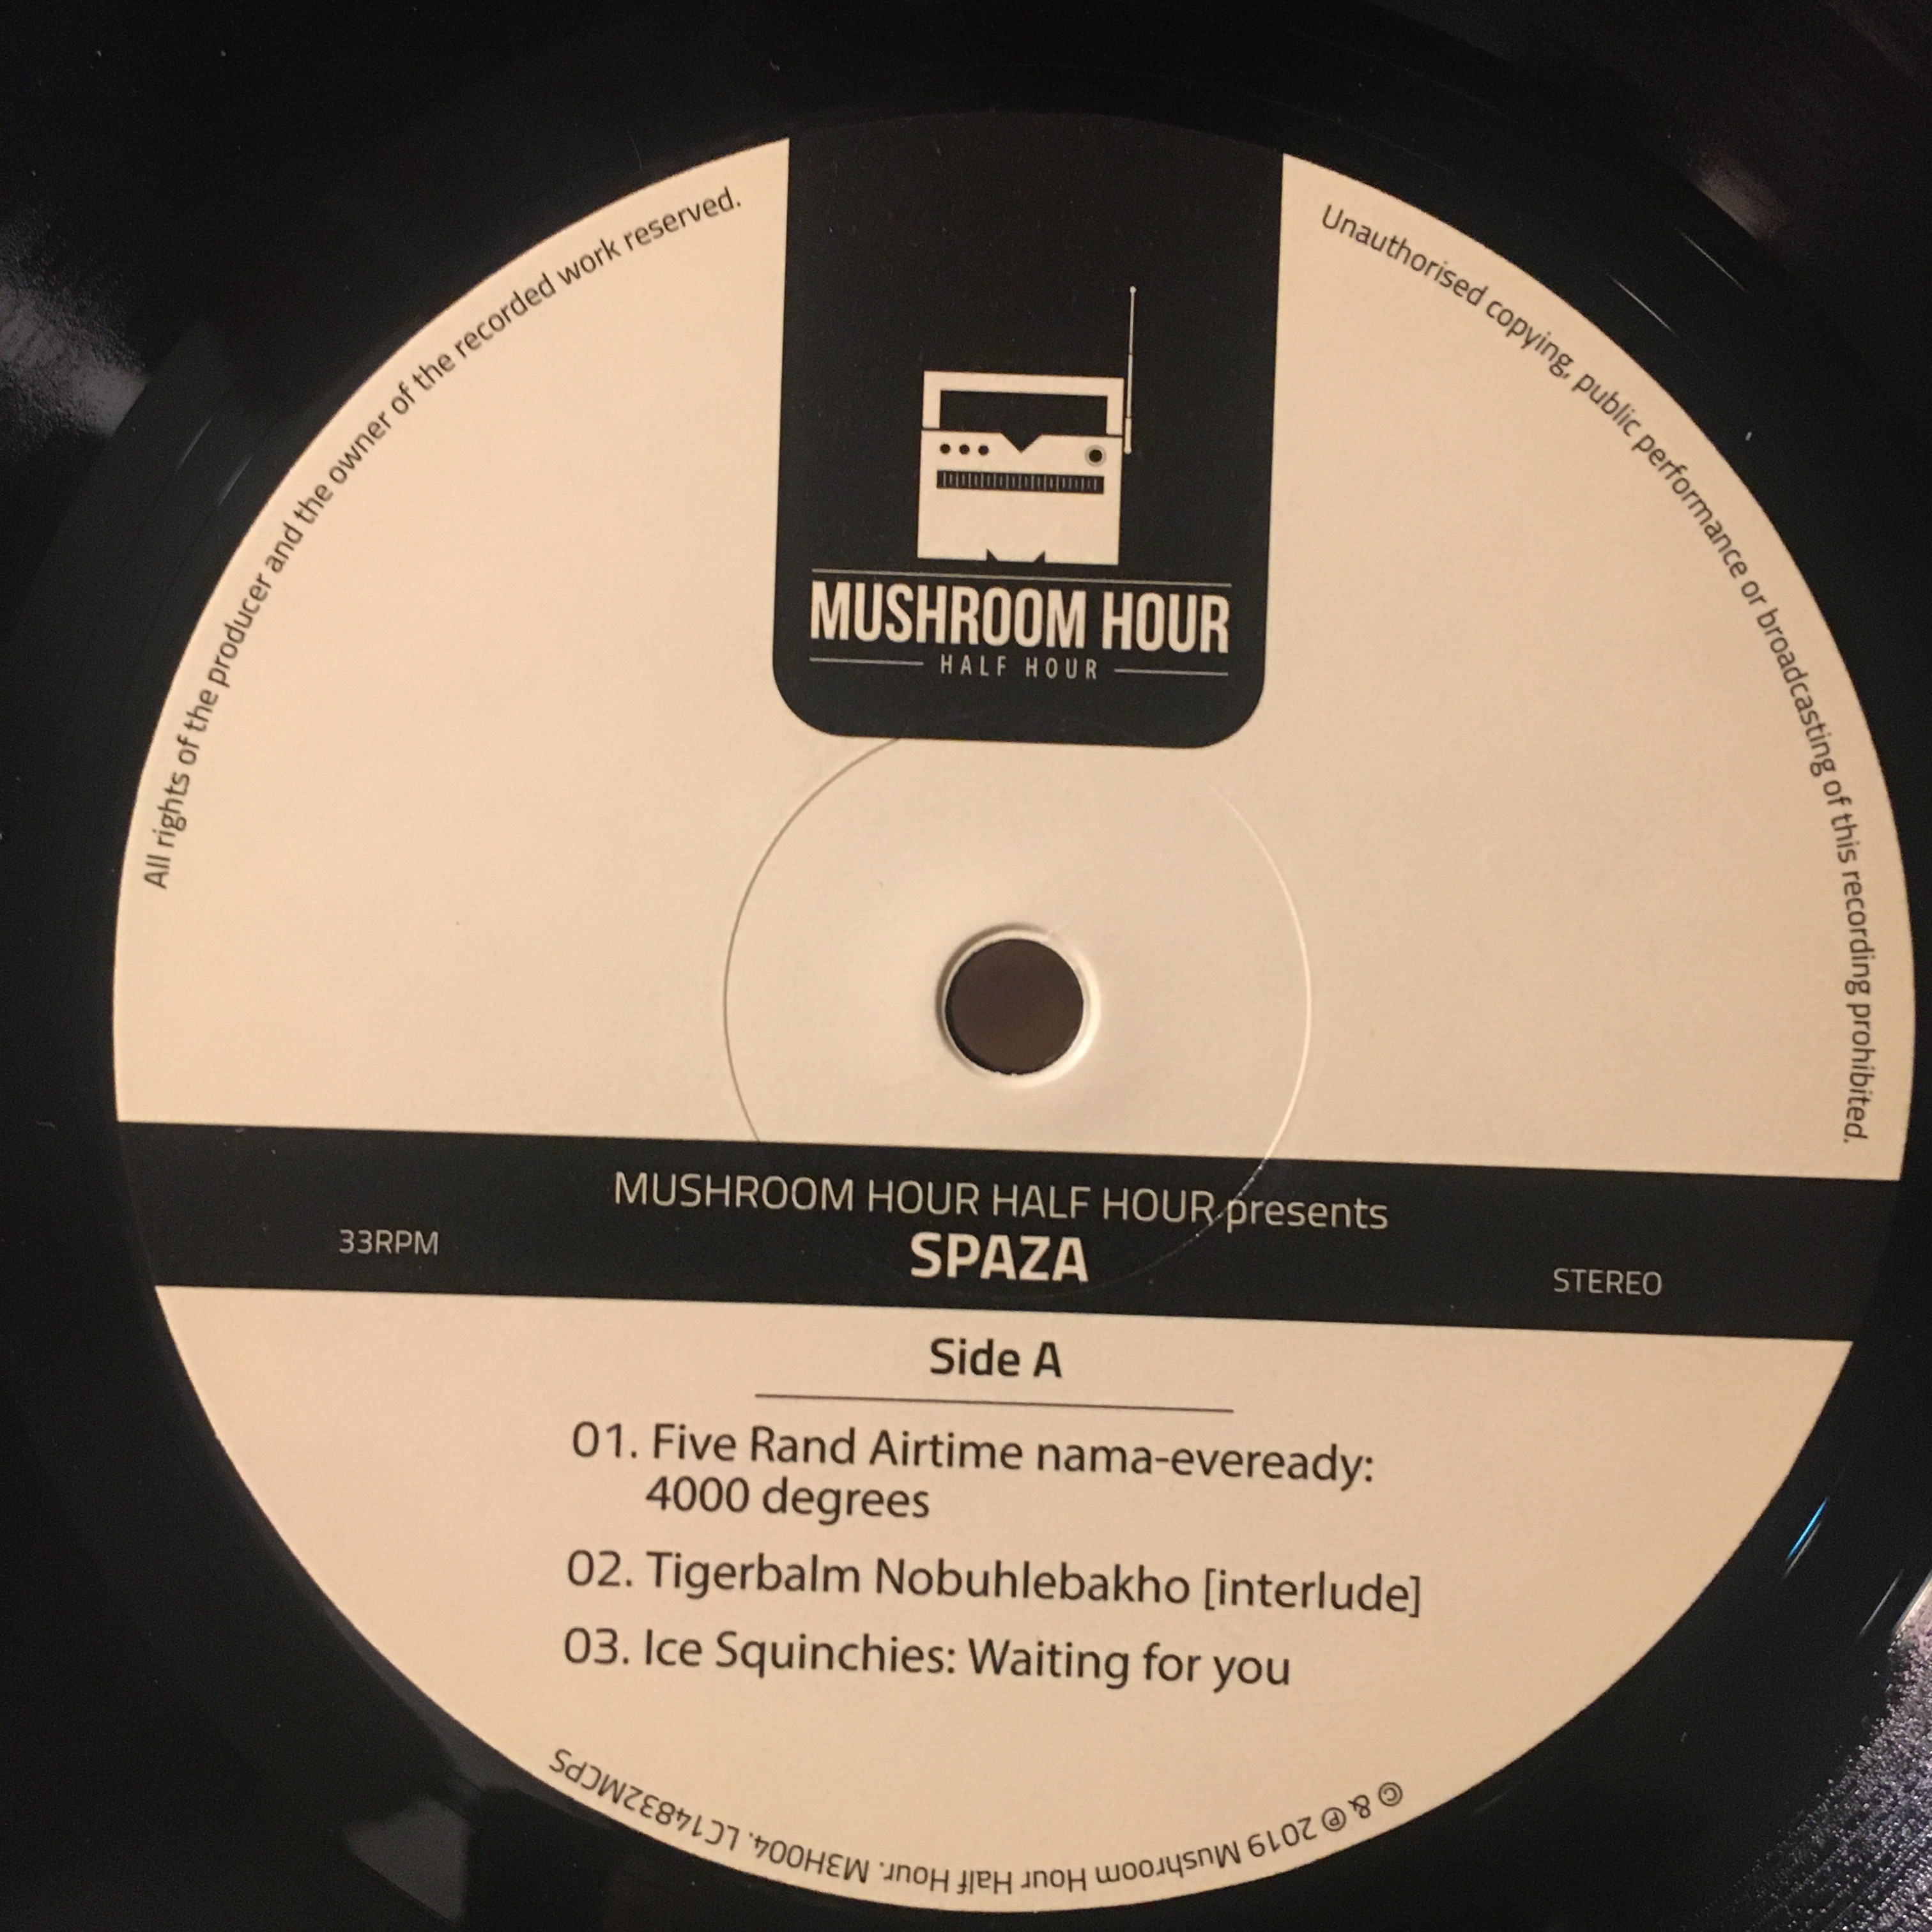 All rights of the producer and the owner of the recorded work reserved.
Unauthorised copying, public performance or broadcasting of this recording prohibited.
MUSHROOM HOUR
HALF HOUR
MUSHROOM HOUR HALF HOUR presents
33RPM
SPAZA
STEREO
Side A
01. Five Rand Airtime nama-eveready:
4000 degrees
02. Tigerbalm Nobuhlebakho [interlude]
03. Ice Squinchies: Waiting for you
© & ℗ 2019 Mushroom Hour Half Hour. M3H004. LC14832MCPS